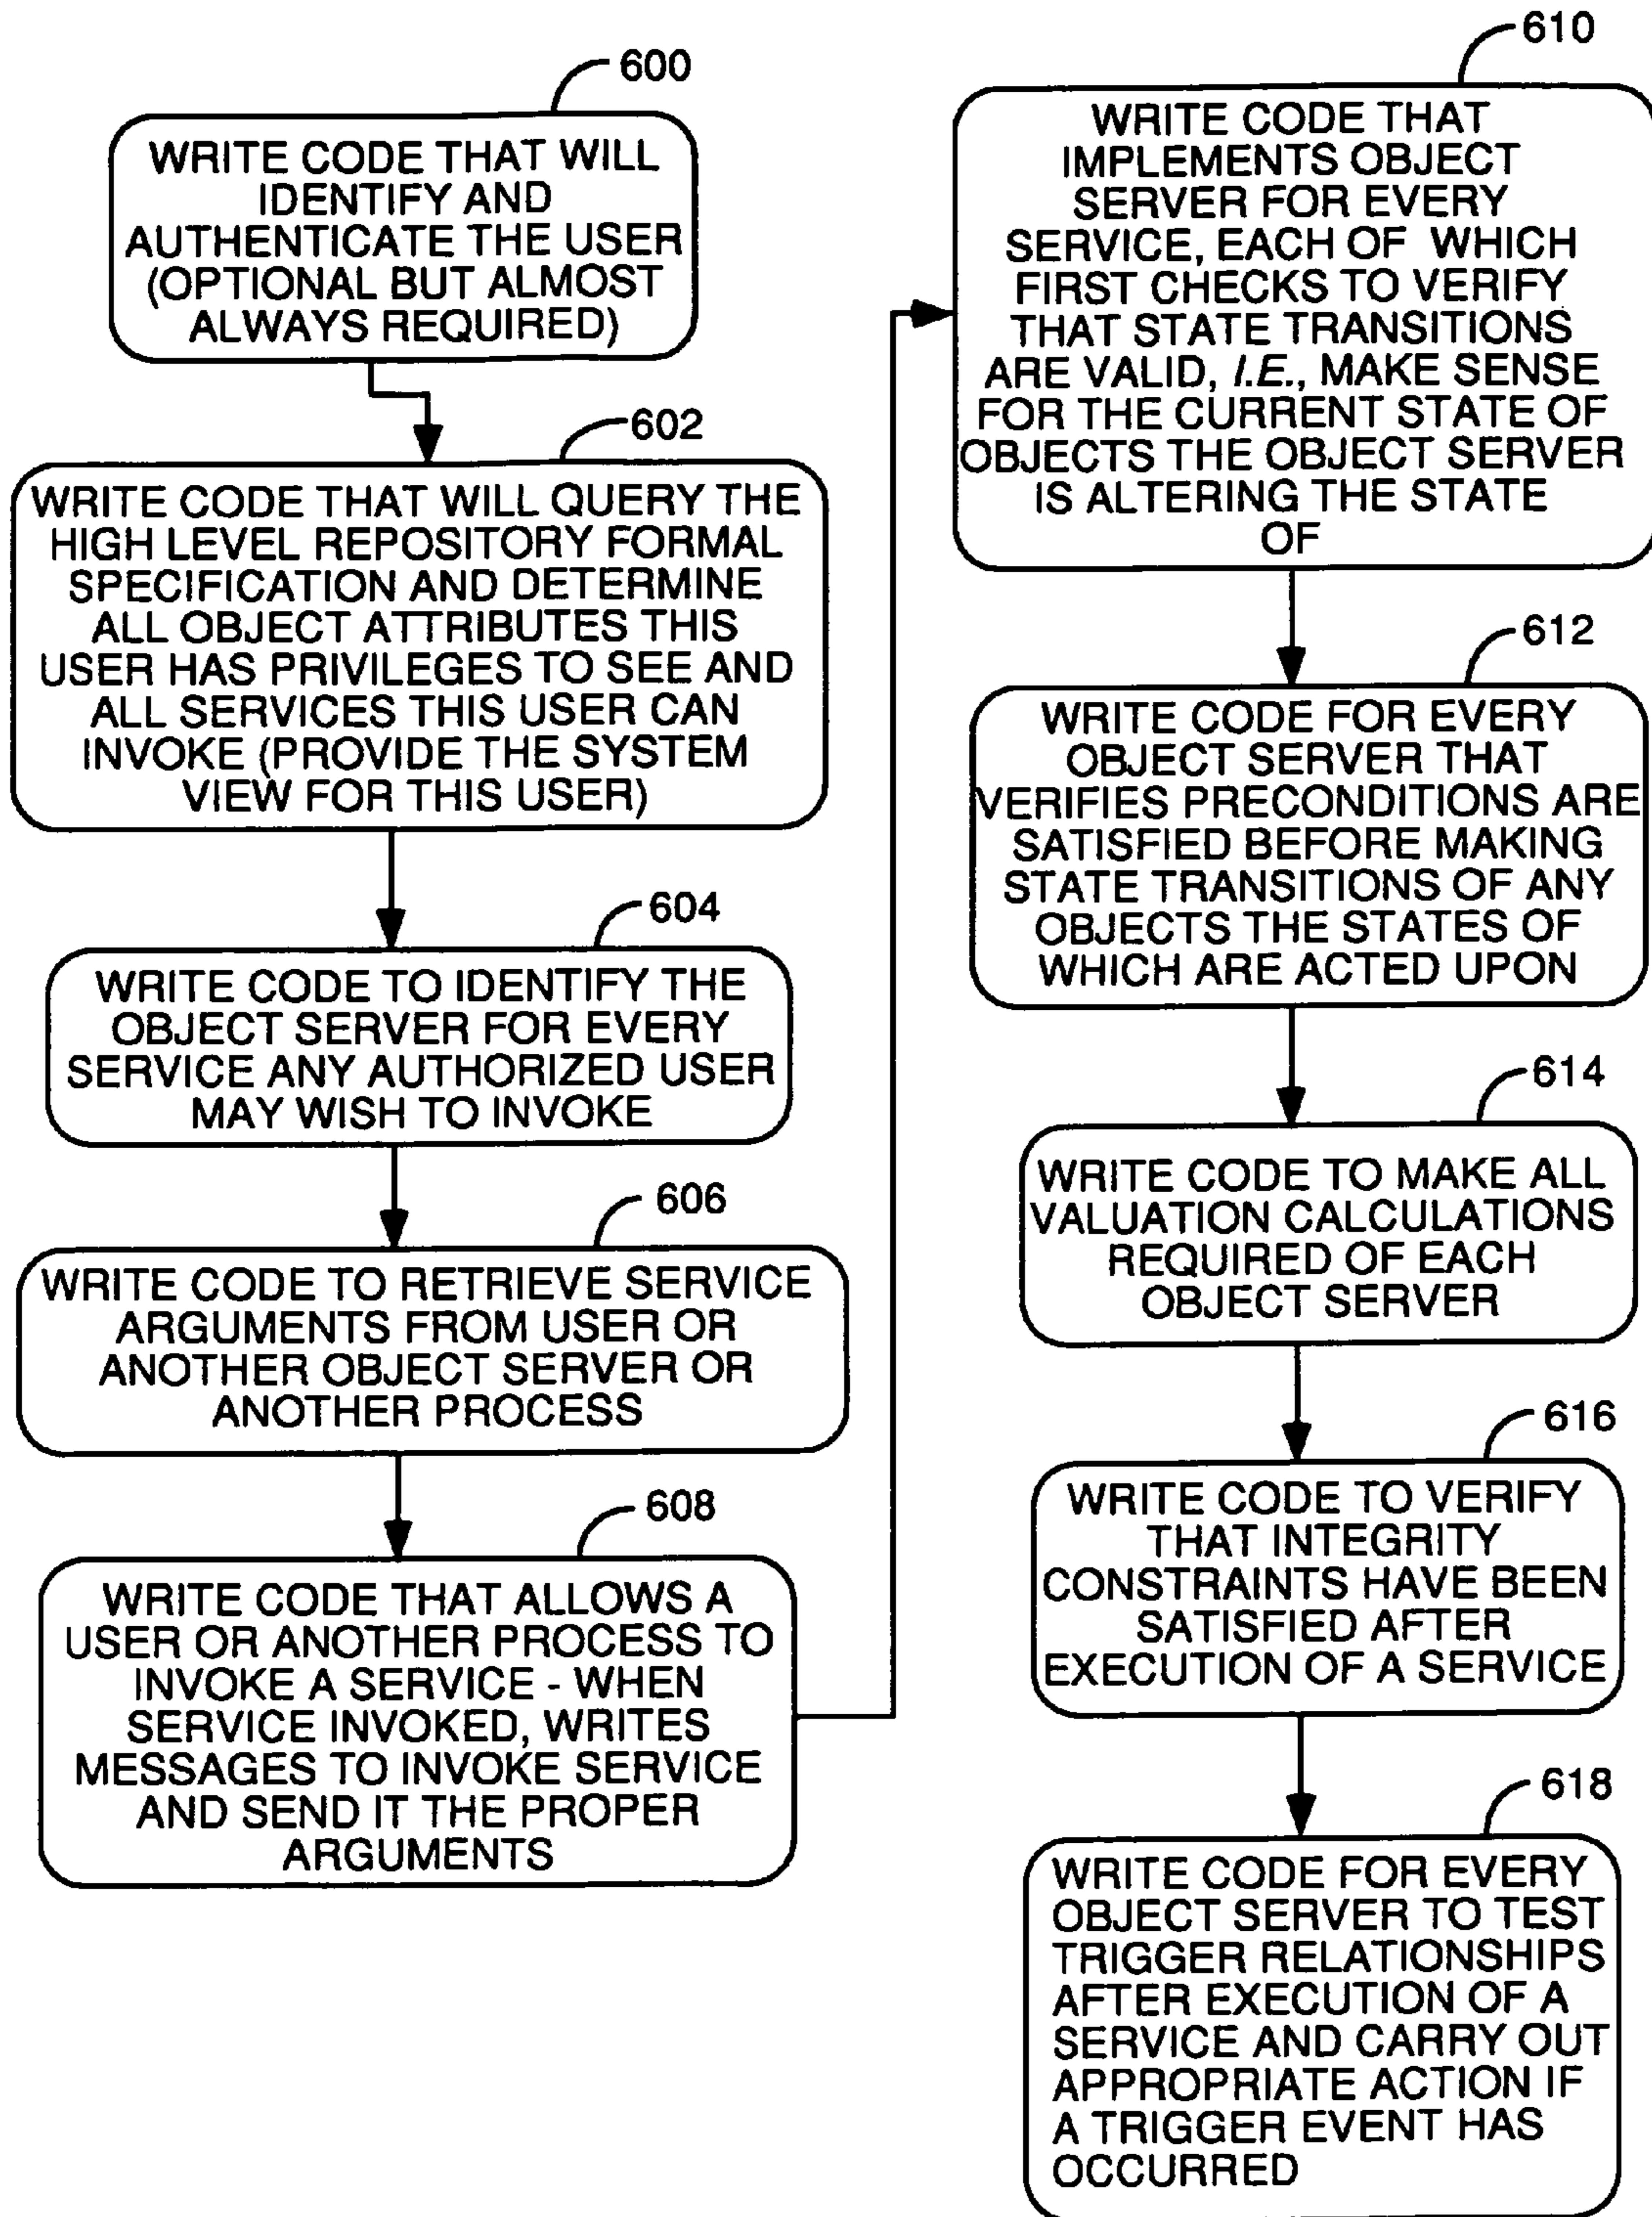 600
WRITE CODE THAT WILL
IDENTIFY AND
AUTHENTICATE THE USER
(OPTIONAL BUT ALMOST
ALWAYS REQUIRED)
602
WRITE CODE THAT WILL QUERY THE
HIGH LEVEL REPOSITORY FORMAL
SPECIFICATION AND DETERMINE
ALL OBJECT ATTRIBUTES THIS
USER HAS PRIVILEGES TO SEE AND
ALL SERVICES THIS USER CAN
INVOKE (PROVIDE THE SYSTEM
VIEW FOR THIS USER)
604
WRITE CODE TO IDENTIFY THE
OBJECT SERVER FOR EVERY
SERVICE ANY AUTHORIZED USER
MAY WISH TO INVOKE
606
WRITE CODE TO RETRIEVE SERVICE
ARGUMENTS FROM USER OR
ANOTHER OBJECT SERVER OR
ANOTHER PROCESS
608
WRITE CODE THAT ALLOWS A
USER OR ANOTHER PROCESS TO
INVOKE A SERVICE - WHEN
SERVICE INVOKED, WRITES
MESSAGES TO INVOKE SERVICE
AND SEND IT THE PROPER
ARGUMENTS
610
WRITE CODE THAT
IMPLEMENTS OBJECT
SERVER FOR EVERY
SERVICE, EACH OF WHICH
FIRST CHECKS TO VERIFY
THAT STATE TRANSITIONS
ARE VALID, I.E., MAKE SENSE
FOR THE CURRENT STATE OF
OBJECTS THE OBJECT SERVER
IS ALTERING THE STATE
OF
612
WRITE CODE FOR EVERY
OBJECT SERVER THAT
VERIFIES PRECONDITIONS ARE
SATISFIED BEFORE MAKING
STATE TRANSITIONS OF ANY
OBJECTS THE STATES OF
WHICH ARE ACTED UPON
614
WRITE CODE TO MAKE ALL
VALUATION CALCULATIONS
REQUIRED OF EACH
OBJECT SERVER
616
WRITE CODE TO VERIFY
THAT INTEGRITY
CONSTRAINTS HAVE BEEN
SATISFIED AFTER
EXECUTION OF A SERVICE
618
WRITE CODE FOR EVERY
OBJECT SERVER TO TEST
TRIGGER RELATIONSHIPS
AFTER EXECUTION OF A
SERVICE AND CARRY OUT
APPROPRIATE ACTION IF
A TRIGGER EVENT HAS
OCCURRED